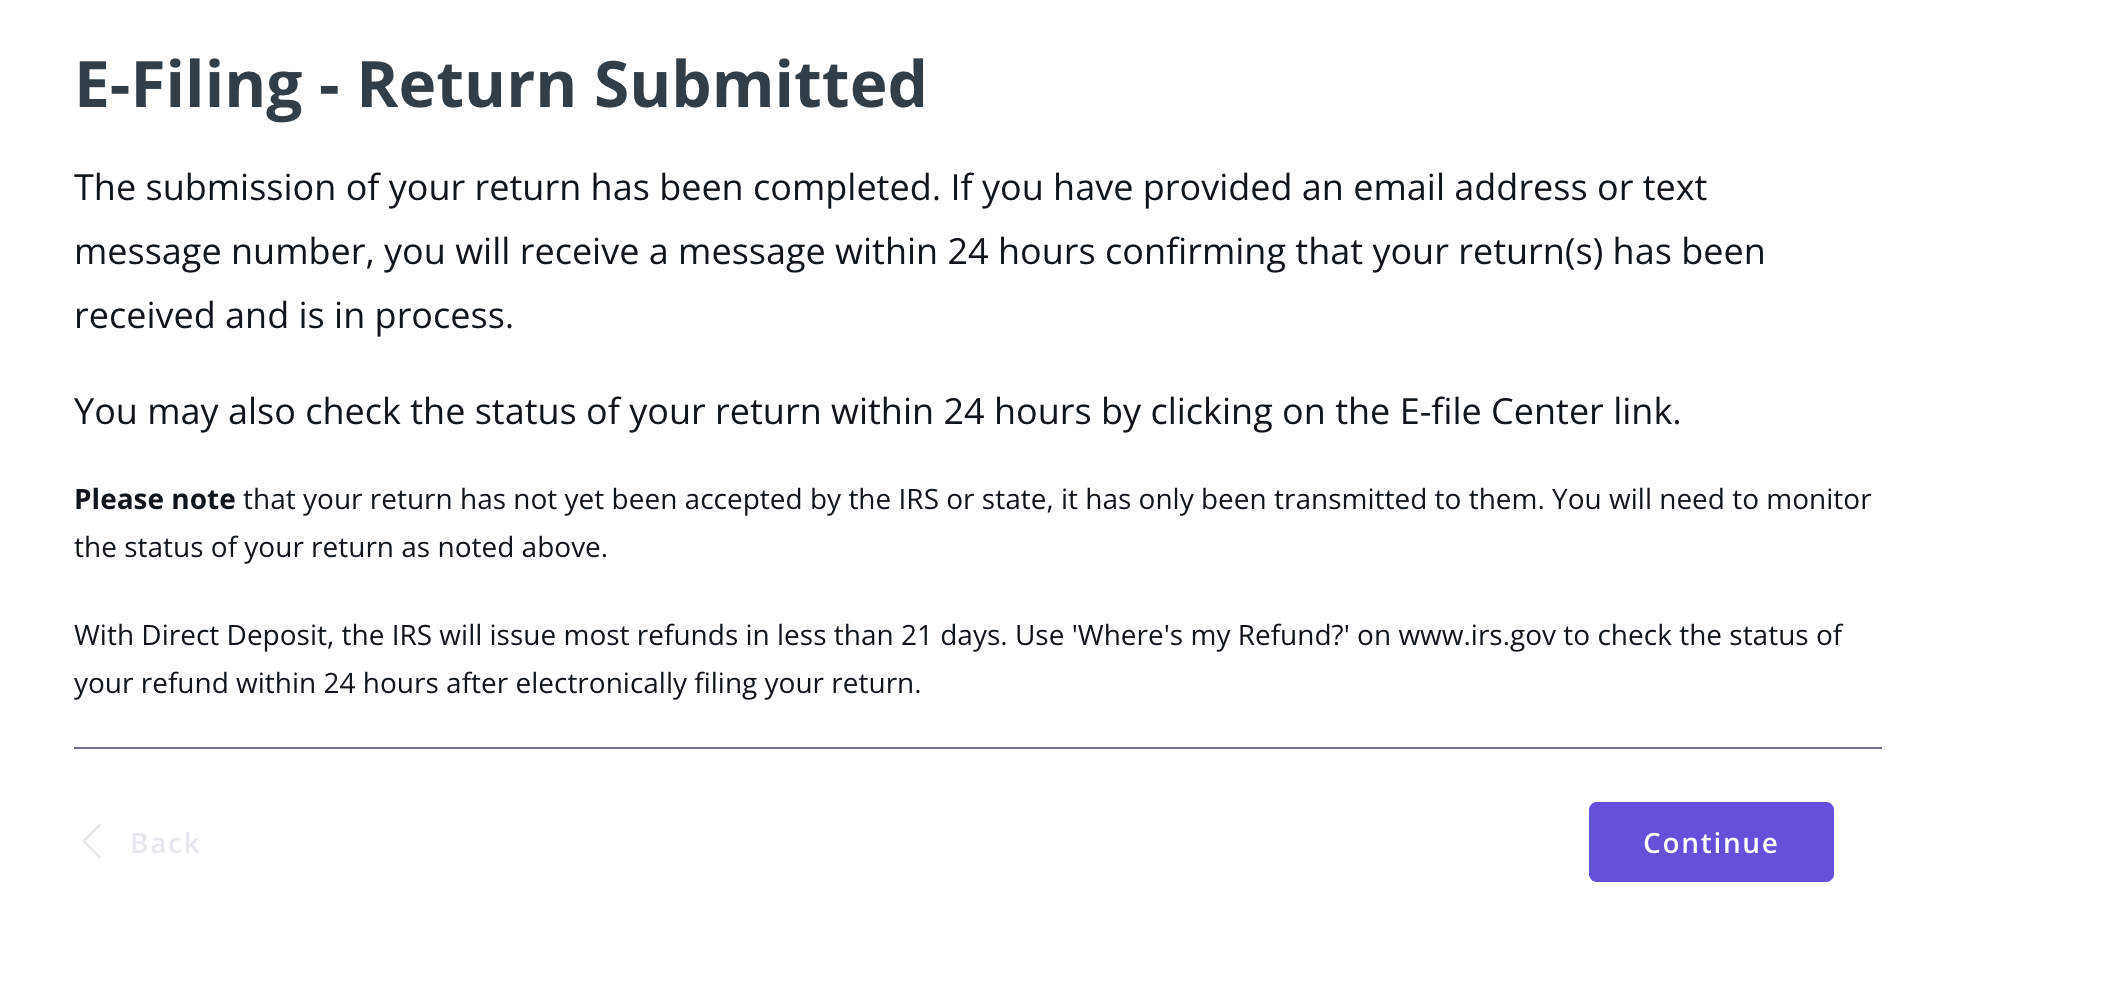 E-Filing - Return Submitted
The submission of your return has been completed. If you have provided an email address or text
message number, you will receive a message within 24 hours confirming that your return(s) has been
received and is in process.
You may also check the status of your return within 24 hours by clicking on the E-file Center link.
Please note that your return has not yet been accepted by the IRS or state, it has only been transmitted to them. You will need to monitor
the status of your return as noted above.
With Direct Deposit, the IRS will issue most refunds in less than 21 days. Use 'Where's my Refund?' on www.irs.gov to check the status of
your refund within 24 hours after electronically filing your return.
Back
Continue